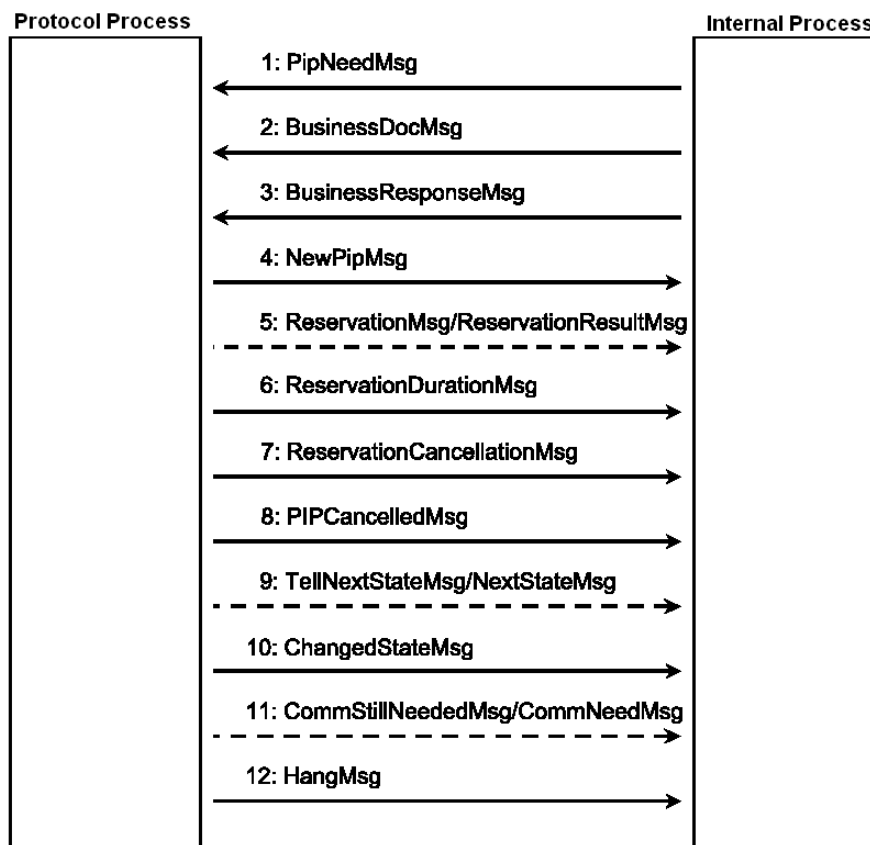 Protocol Process
Internal Process
1: PipNeedMsg
2: BusinessDocMsg
3: BusinessResponseMsg
4: NewPipMsg
5: ReservationMsg/ReservationResultMsg
6: ReservationDurationMsg
7: ReservationCancellationMsg
8: PIPCancelledMsg
9: TellNextStateMsg/NextStateMsg
10: ChangedStateMsg
11: CommStillNeededMsg/CommNeedMsg
12: HangMsg